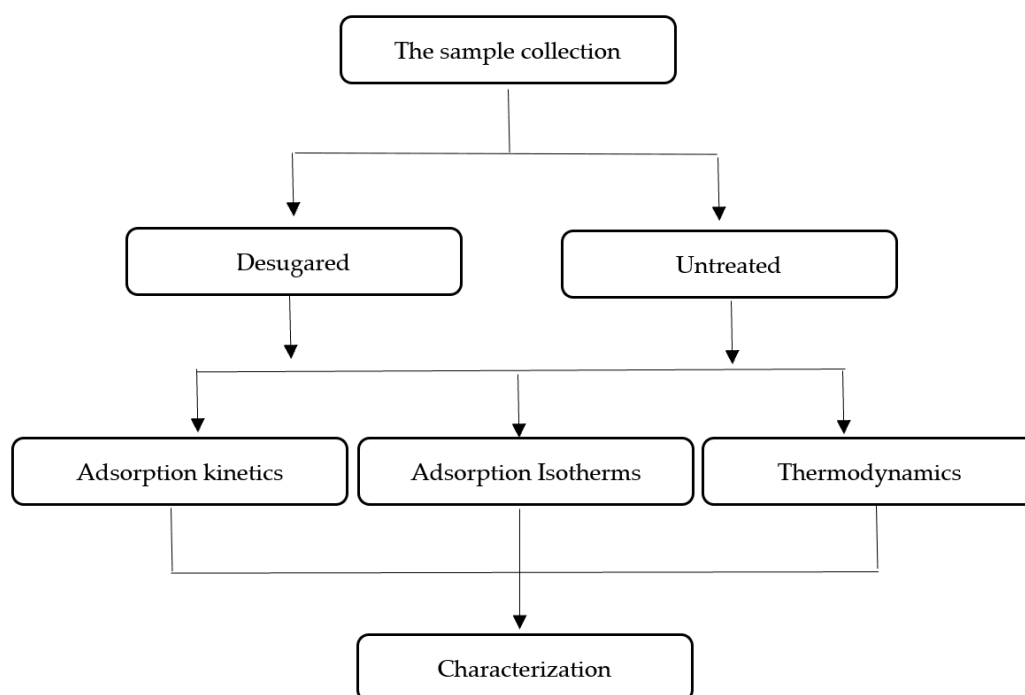 The sample collection
Desugared
Untreated
Adsorption kinetics
Adsorption Isotherms
Thermodynamics
Characterization